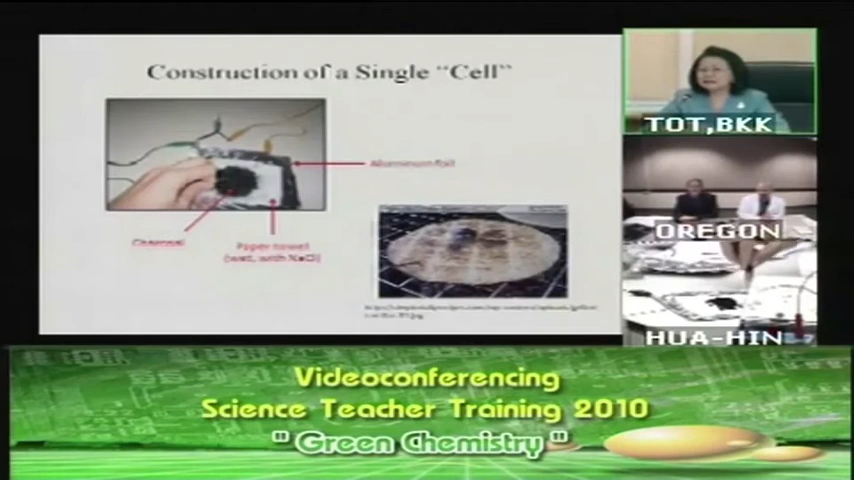 Construction of a Single "Cell"
Aluminum foil
Charcoal
Paper towel
(wet, with NaCl)
TOT,BKK
OREGON
HUA-HIN
Videoconferencing
Science Teacher Training 2010
"Green Chemistry"